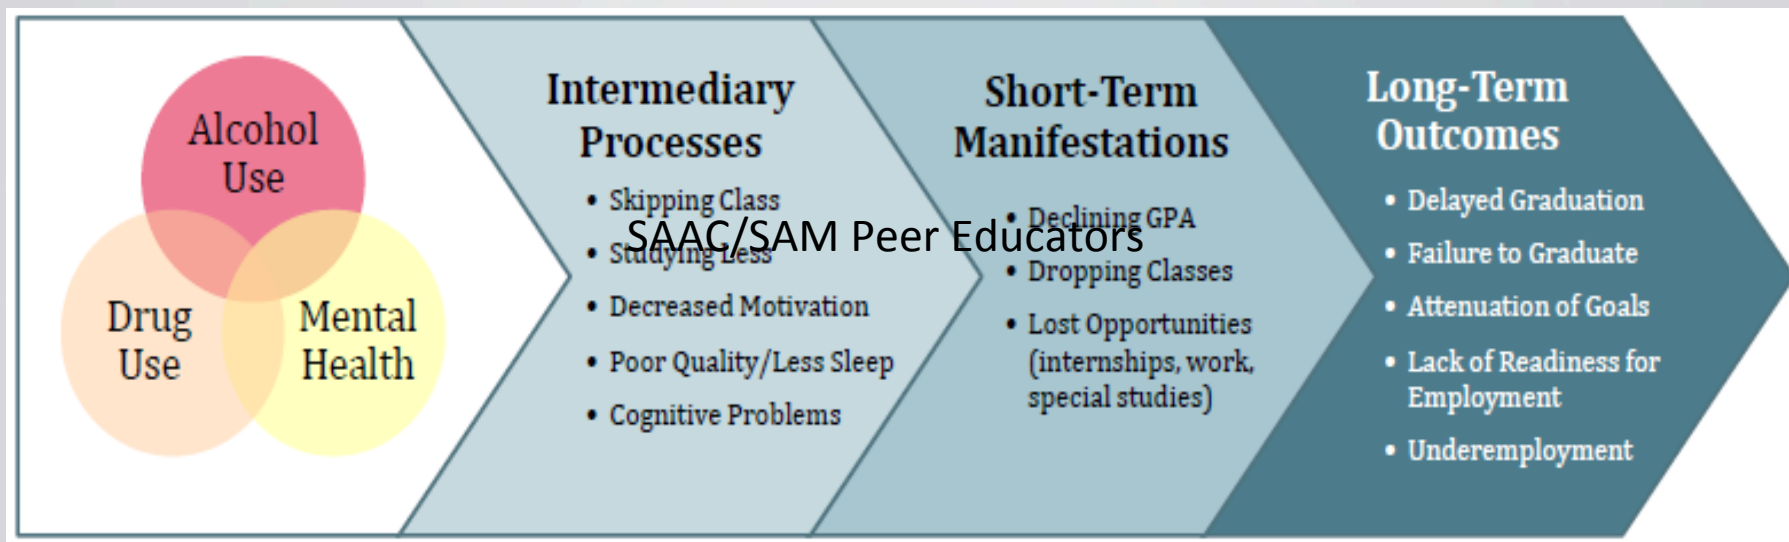 Alcohol
Use
Drug
Use
Mental
Health
Intermediary
Processes
• Skipping Class
• Studying Less
• Decreased Motivation
• Poor Quality/Less Sleep
• Cognitive Problems
SAAC/SAM Peer Educators
Short-Term
Manifestations
• Declining GPA
• Dropping Classes
• Lost Opportunities
(internships, work,
special studies)
Long-Term
Outcomes
• Delayed Graduation
• Failure to Graduate
• Attenuation of Goals
• Lack of Readiness for
Employment
• Underemployment